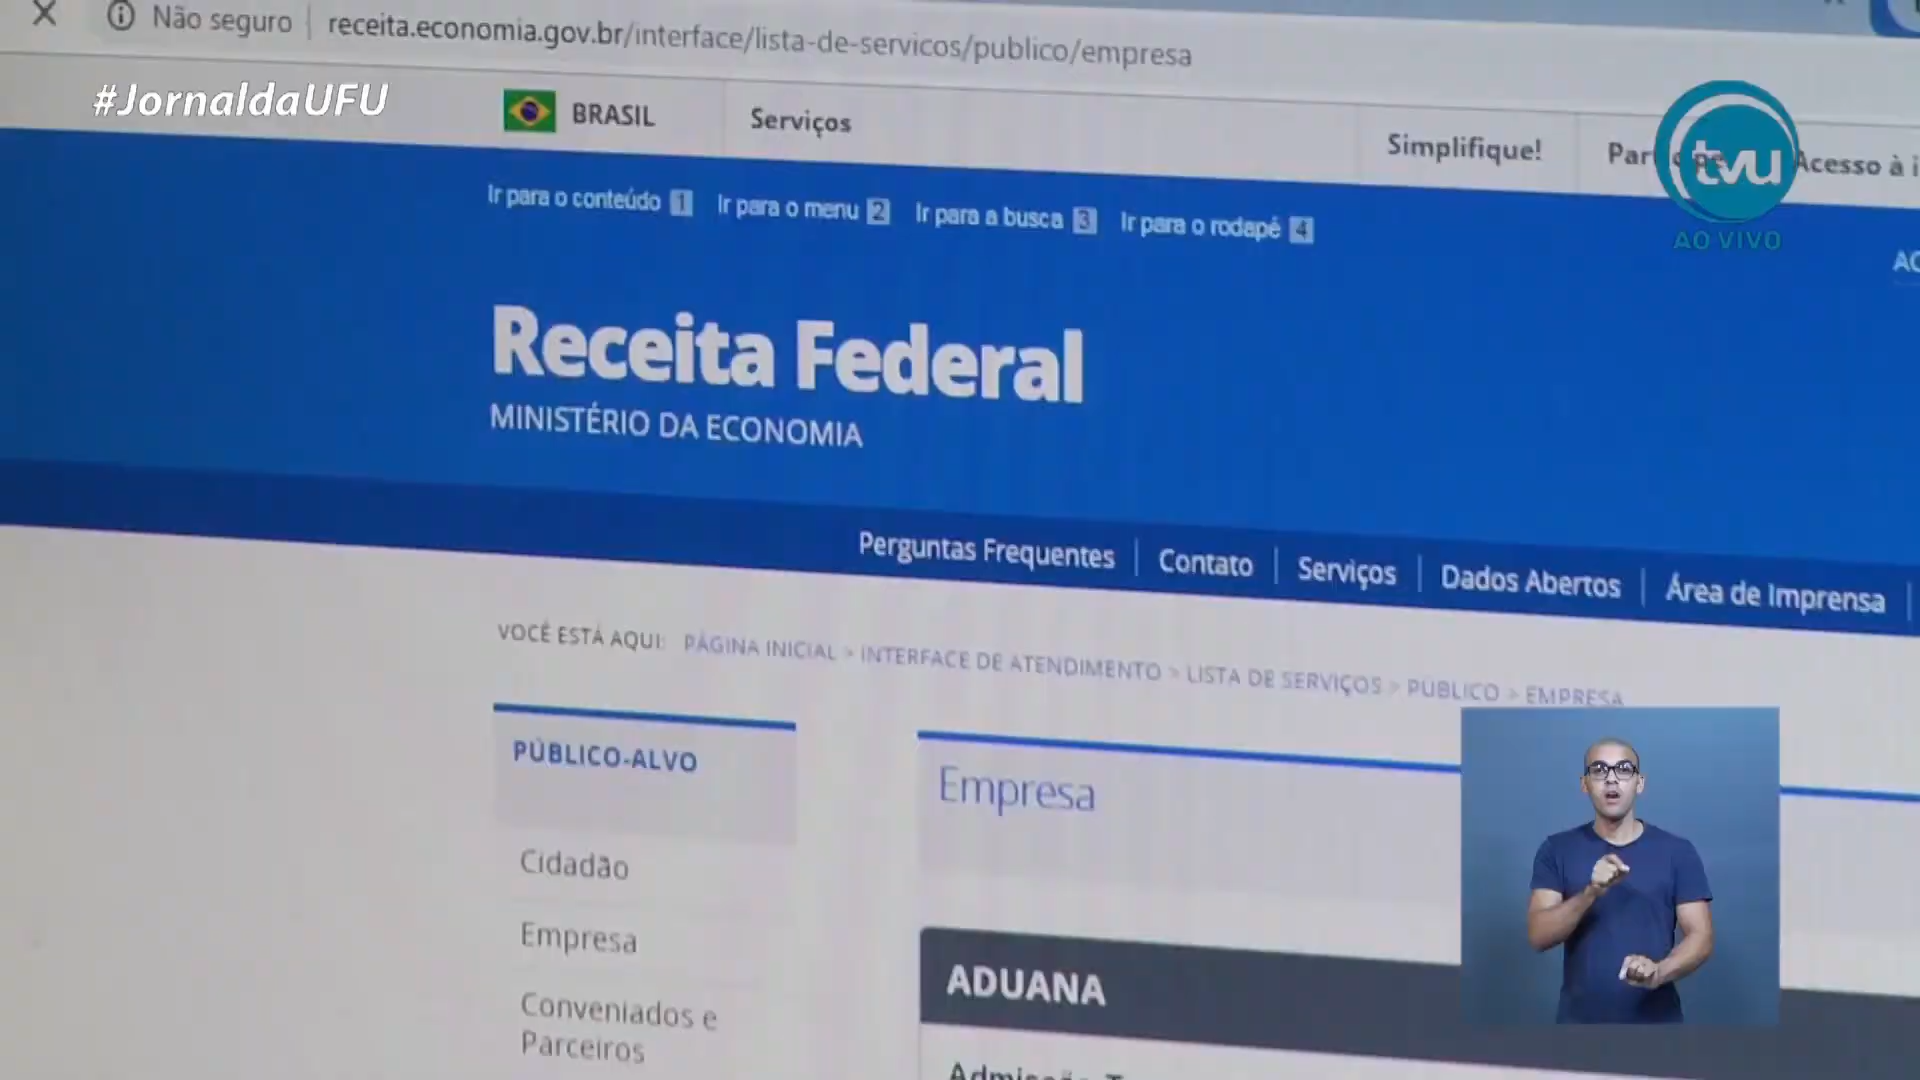 Não seguro | receita.economia.gov.br/interface/lista-de-servicos/publico/empresa
#JornaldaUFU
BRASIL
Serviços
Simplifique!
Acesso à
tvu
AO VIVO
Ir para o conteúdo 1
Ir para o menu 2
Ir para a busca 3
Ir para o rodapé 4
Receita Federal
MINISTÉRIO DA ECONOMIA
Perguntas Frequentes | Contato | Serviços | Dados Abertos | Área de Imprensa |
VOCÊ ESTÁ AQUI: PÁGINA INICIAL > INTERFACE DE ATENDIMENTO > LISTA DE SERVIÇOS > PÚBLICO > EMPRESA
PÚBLICO-ALVO
Cidadão
Empresa
Conveniados e
Parceiros
Empresa
ADUANA